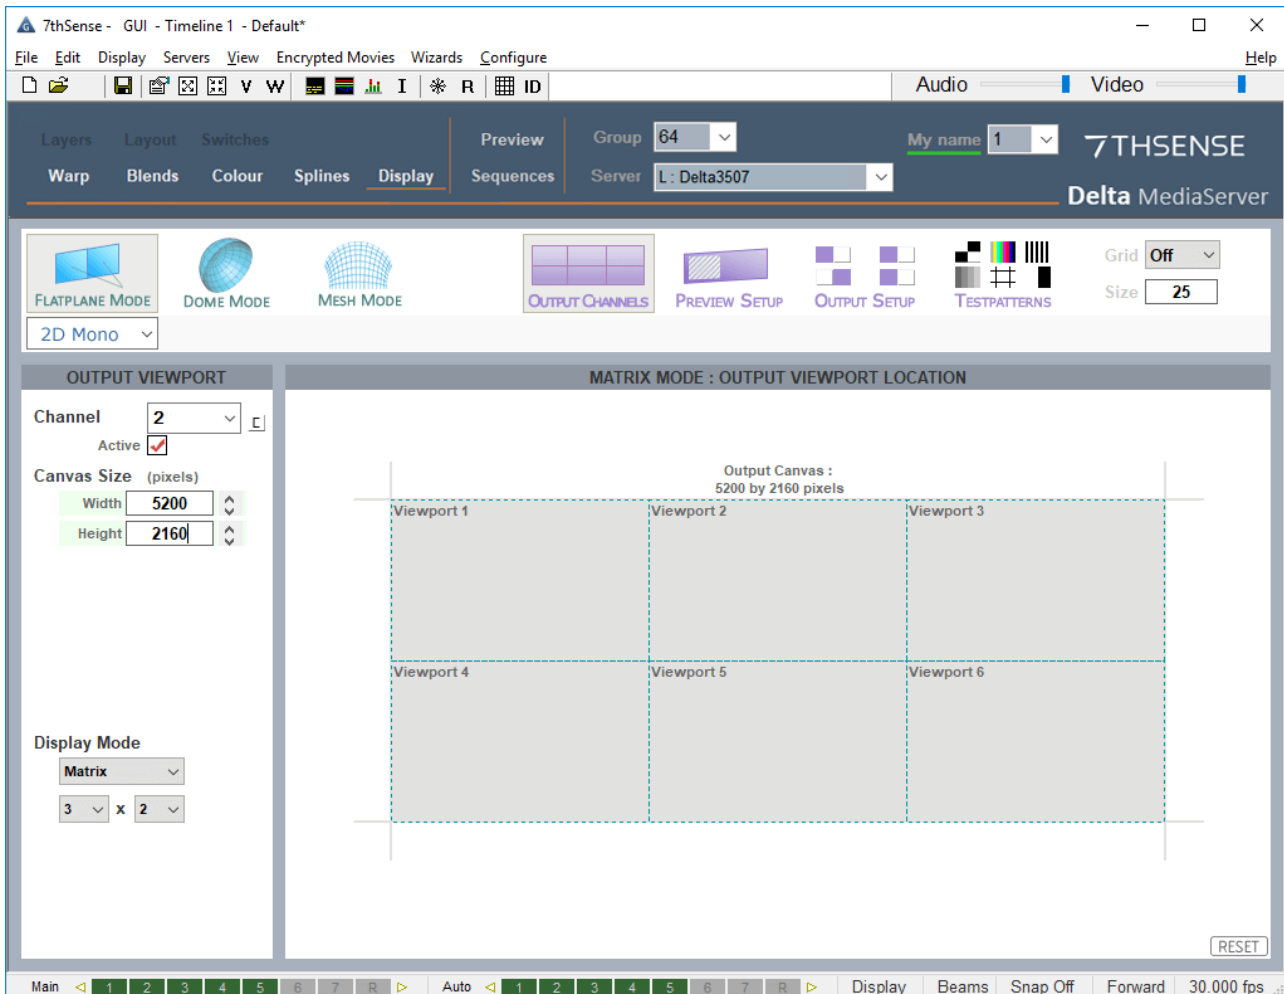 7thSense -   GUI  - Timeline 1  - Default*
File Edit Display Servers View Encrypted Movies Wizards Configure Help
V W I R ID Audio Video
Layers Layout Switches Preview Group 64 My name 1 7THSENSE
Warp Blends Colour Splines Display Sequences Server L : Delta3507
Delta MediaServer
FLATPLANE MODE DOME MODE MESH MODE OUTPUT CHANNELS PREVIEW SETUP OUTPUT SETUP TESTPATTERNS
Grid Off
Size 25
2D Mono
OUTPUT VIEWPORT
Channel 2
Active
Canvas Size (pixels)
Width 5200
Height 2160
Display Mode
Matrix
3 x 2
MATRIX MODE : OUTPUT VIEWPORT LOCATION
Output Canvas :
5200 by 2160 pixels
Viewport 1 Viewport 2 Viewport 3
Viewport 4 Viewport 5 Viewport 6
RESET
Main 1 2 3 4 5 6 7 R Auto 1 2 3 4 5 6 7 R Display Beams Snap Off Forward 30.000 fps